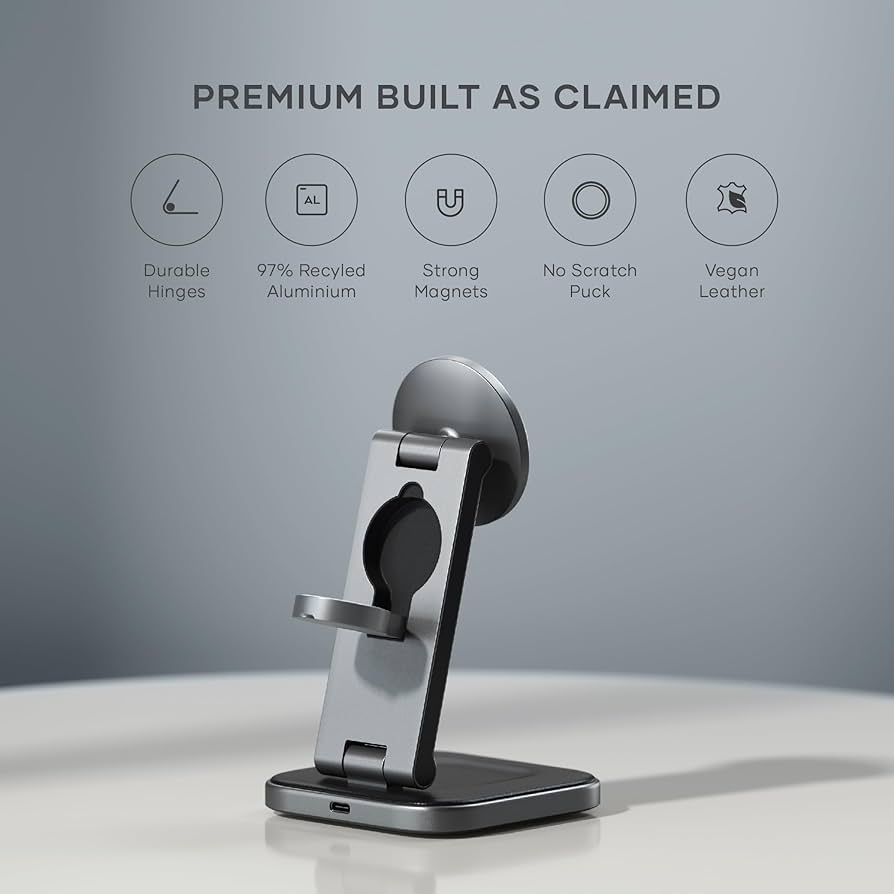 PREMIUM BUILT AS CLAIMED
AL
Durable
Hinges
97% Recyled
Aluminium
Strong
Magnets
No Scratch
Puck
Vegan
Leather